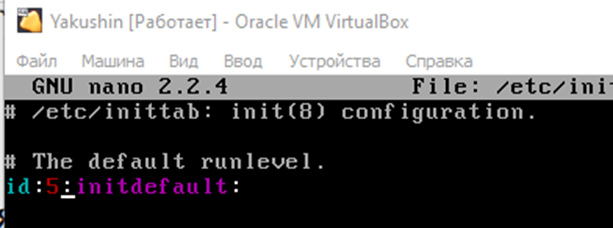 Yakushin [Работает] - Oracle VM VirtualBox
Файл Машина Вид Ввод Устройства Справка
GNU nano 2.2.4 File: /etc/ini
# /etc/inittab: init(8) configuration.
# The default runlevel.
id:5:initdefault: